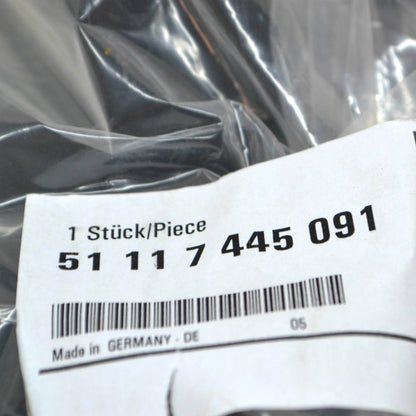 1 Stück/Piece
51 11 7 445 091
Made in GERMANY - DE 05